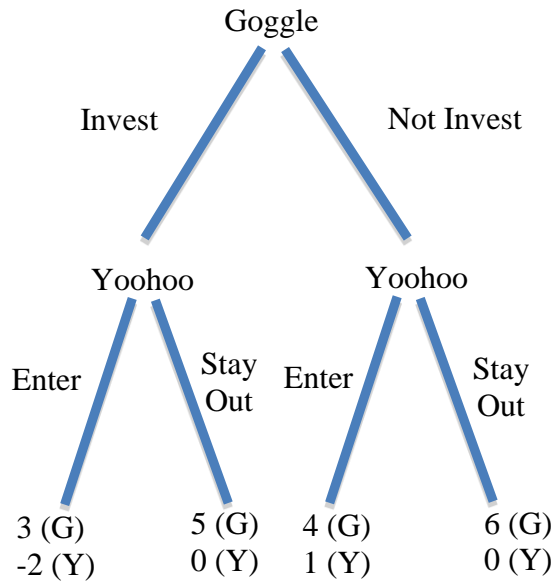 Goggle
Invest
Not Invest
Yoohoo
Yoohoo
Enter
Stay
Out
Enter
Stay
Out
3 (G)
-2 (Y)
5 (G)
0 (Y)
4 (G)
1 (Y)
6 (G)
0 (Y)